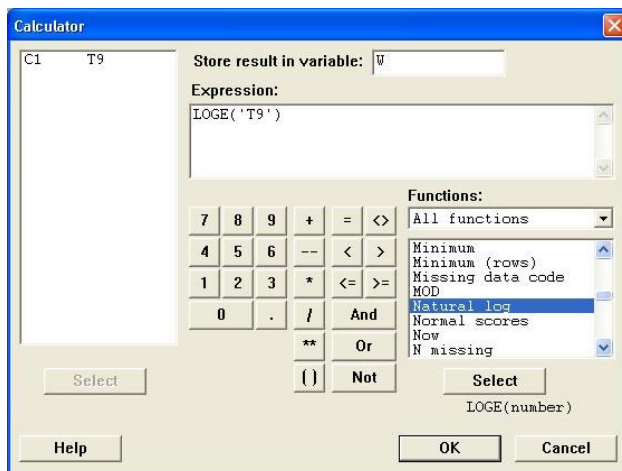 Calculator
C1 T9
Store result in variable: W
Expression:
LOGE('T9')
Functions:
All functions
7 8 9 + = <>
4 5 6 -- < >
1 2 3 * <= >=
0 . / And
** Or
() Not
Minimum
Minimum (rows)
Missing data code
MOD
Natural log
Normal scores
Now
N missing
Select
Select
LOGE(number)
Help
OK
Cancel